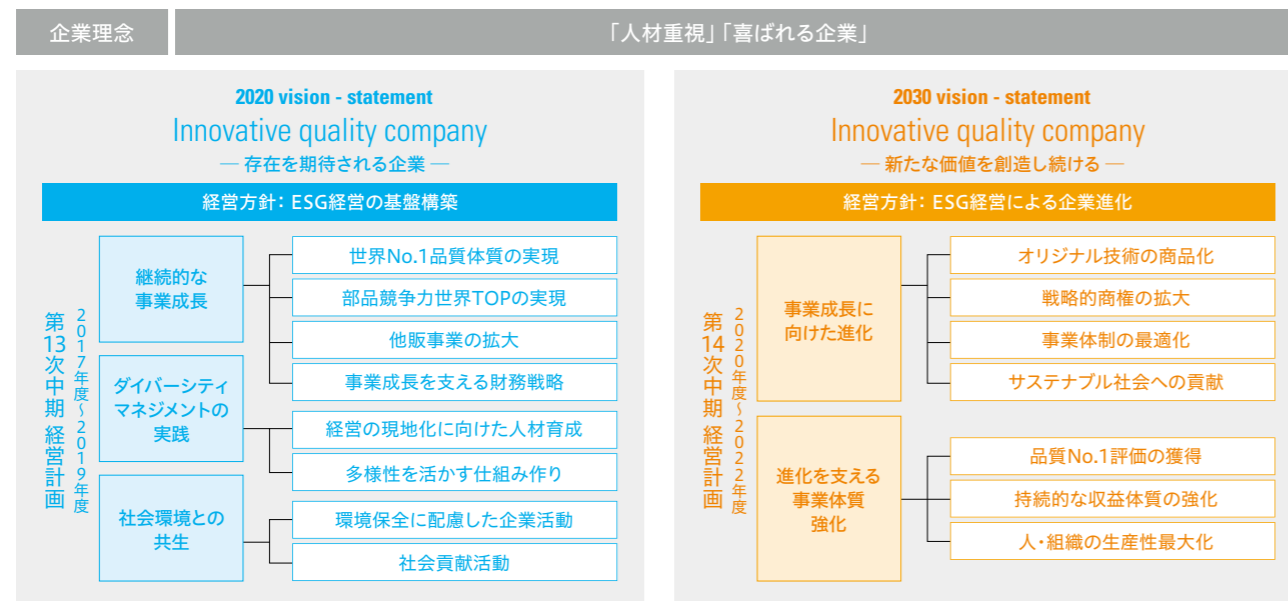 企業理念
「人材重視」「喜ばれる企業」
2020 vision - statement
Innovative quality company
― 存在を期待される企業 ―
経営方針：ESG経営の基盤構築
第13次中期 経営計画
2017年度～2019年度
継続的な
事業成長
世界No.1品質体質の実現
部品競争力世界TOPの実現
他販事業の拡大
事業成長を支える財務戦略
ダイバーシティ
マネジメントの
実践
経営の現地化に向けた人材育成
多様性を活かす仕組み作り
社会環境との
共生
環境保全に配慮した企業活動
社会貢献活動
2030 vision - statement
Innovative quality company
― 新たな価値を創造し続ける ―
経営方針：ESG経営による企業進化
第14次中期 経営計画
2020年度～2022年度
事業成長に
向けた進化
オリジナル技術の商品化
戦略的商権の拡大
事業体制の最適化
サステナブル社会への貢献
進化を支える
事業体質
強化
品質No.1評価の獲得
持続的な収益体質の強化
人・組織の生産性最大化